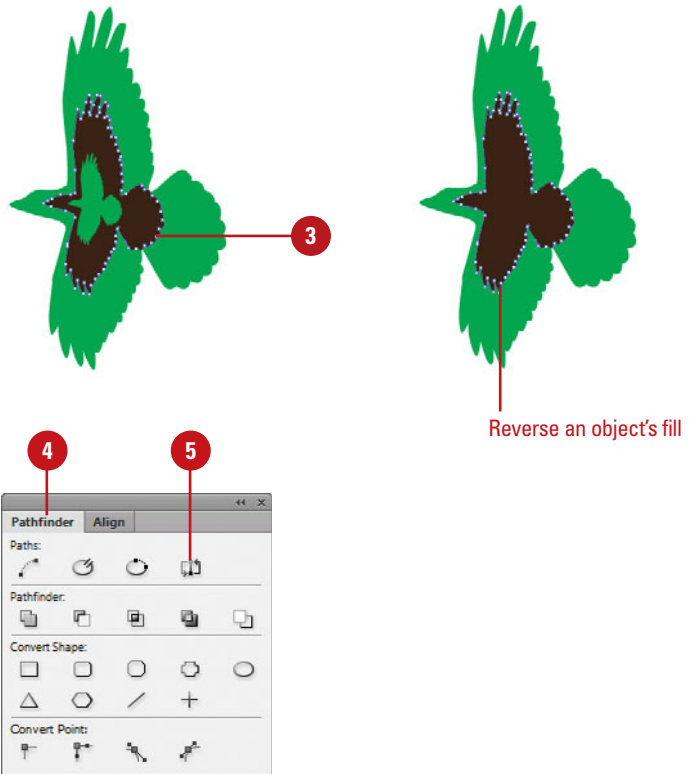 3
Reverse an object's fill
4
5
Pathfinder Align
Paths:
Pathfinder:
Convert Shape:
Convert Point: